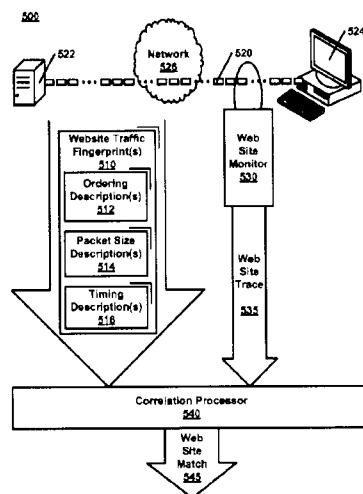 500
522
Network
526
520
524
Website Traffic
Fingerprint(s)
510
Ordering
Description(s)
512
Packet Size
Description(s)
514
Timing
Description(s)
516
Web
Site
Monitor
530
Web
Site
Trace
535
Correlation Processor
540
Web
Site
Match
545